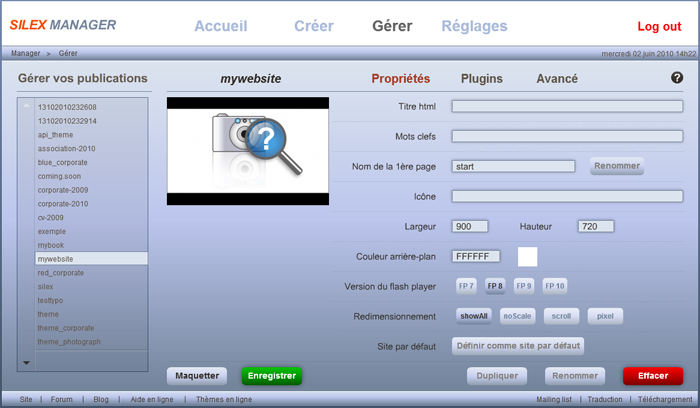 SILEX MANAGER Accueil Créer Gérer Réglages Log out
Manager > Gérer mercredi 02 juin 2010 14h22
Gérer vos publications mywebsite Propriétés Plugins Avancé ?
13102010232608
13102010232914
api_theme
association-2010
blue_corporate
coming.soon
corporate-2009
corporate-2010
cv-2009
exemple
mybook
mywebsite
red_corporate
silex
testtypo
theme
theme_corporate
theme_photograph
?
Titre html
Mots clefs
Nom de la 1ère page start Renommer
Icône
Largeur 900 Hauteur 720
Couleur arrière-plan FFFFFF
Version du flash player FP 7 FP 8 FP 9 FP 10
Redimensionnement showAll noScale scroll pixel
Site par défaut Définir comme site par défaut
Maquetter Enregistrer Dupliquer Renommer Effacer
Site | Forum | Blog | Aide en ligne | Thèmes en ligne Mailing list | Traduction | Téléchargement